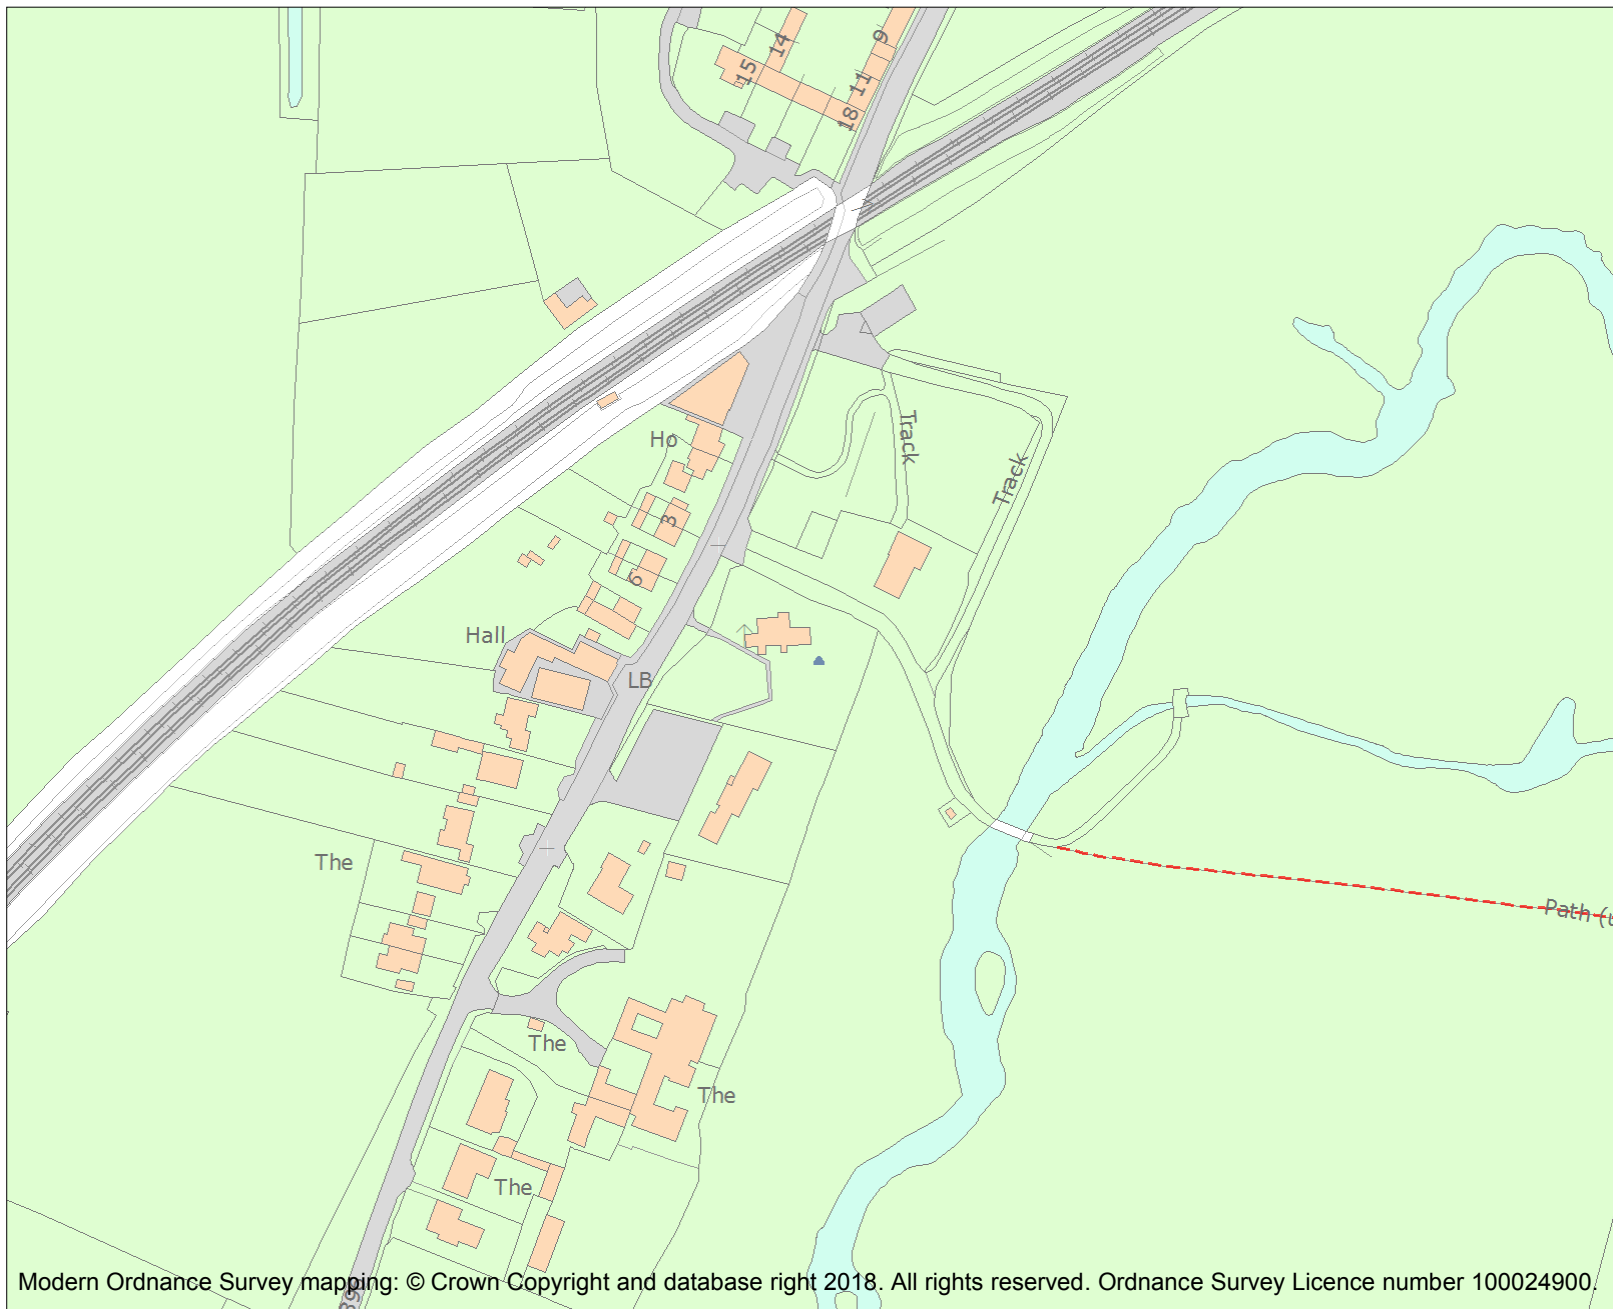 9
14
15
11
18
Track
Ho
Track
3
6
Hall
LB
The
Path (u
The
The
The
Modern Ordnance Survey mapping: © Crown Copyright and database right 2018. All rights reserved. Ordnance Survey Licence number 100024900.